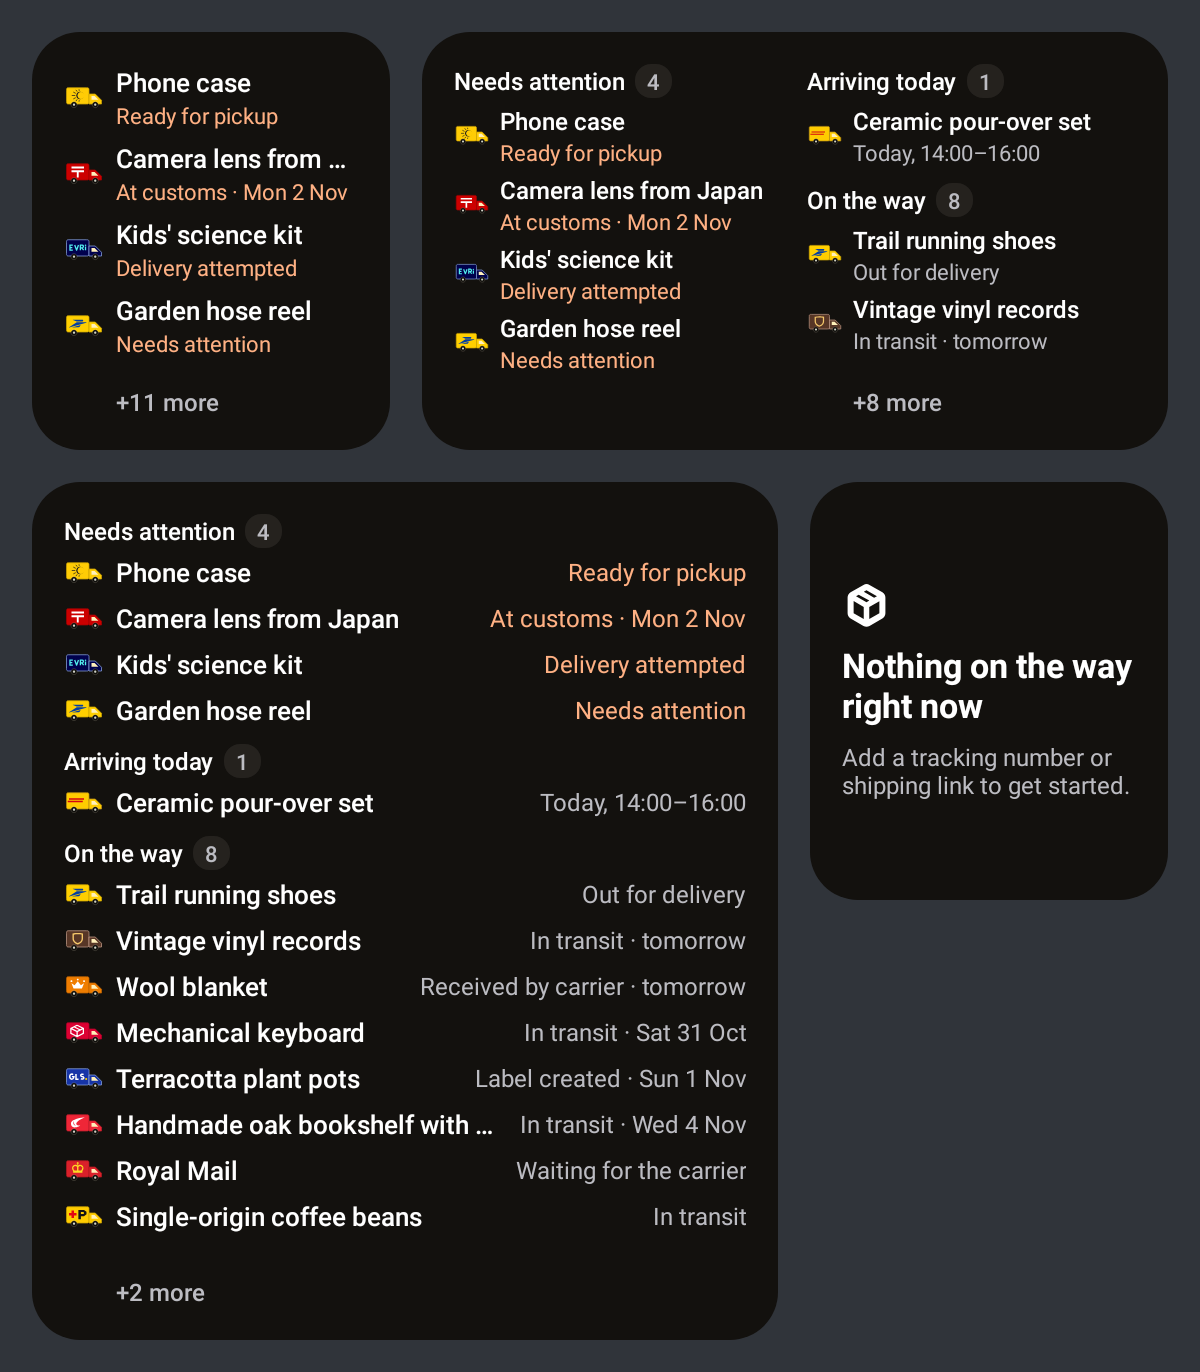 Phone case
Ready for pickup
Camera lens from ...
At customs · Mon 2 Nov
EVRi
Kids' science kit
Delivery attempted
Garden hose reel
Needs attention
+11 more
Needs attention 4
Phone case
Ready for pickup
Camera lens from Japan
At customs · Mon 2 Nov
EVRi
Kids' science kit
Delivery attempted
Garden hose reel
Needs attention
Arriving today 1
Ceramic pour-over set
Today, 14:00–16:00
On the way 8
Trail running shoes
Out for delivery
Vintage vinyl records
In transit · tomorrow
+8 more
Needs attention 4
Phone case Ready for pickup
Camera lens from Japan At customs · Mon 2 Nov
EVRi Kids' science kit Delivery attempted
Garden hose reel Needs attention
Arriving today 1
Ceramic pour-over set Today, 14:00–16:00
On the way 8
Trail running shoes Out for delivery
Vintage vinyl records In transit · tomorrow
Wool blanket Received by carrier · tomorrow
Mechanical keyboard In transit · Sat 31 Oct
GLS. Terracotta plant pots Label created · Sun 1 Nov
Handmade oak bookshelf with ... In transit · Wed 4 Nov
Royal Mail Waiting for the carrier
P Single-origin coffee beans In transit
+2 more
Nothing on the way
right now
Add a tracking number or
shipping link to get started.